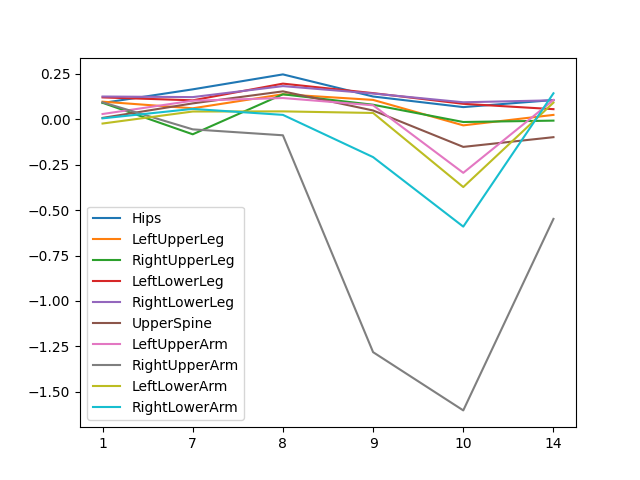 0.25
0.00
−0.25
−0.50
−0.75
−1.00
−1.25
−1.50
Hips
LeftUpperLeg
RightUpperLeg
LeftLowerLeg
RightLowerLeg
UpperSpine
LeftUpperArm
RightUpperArm
LeftLowerArm
RightLowerArm
1 7 8 9 10 14